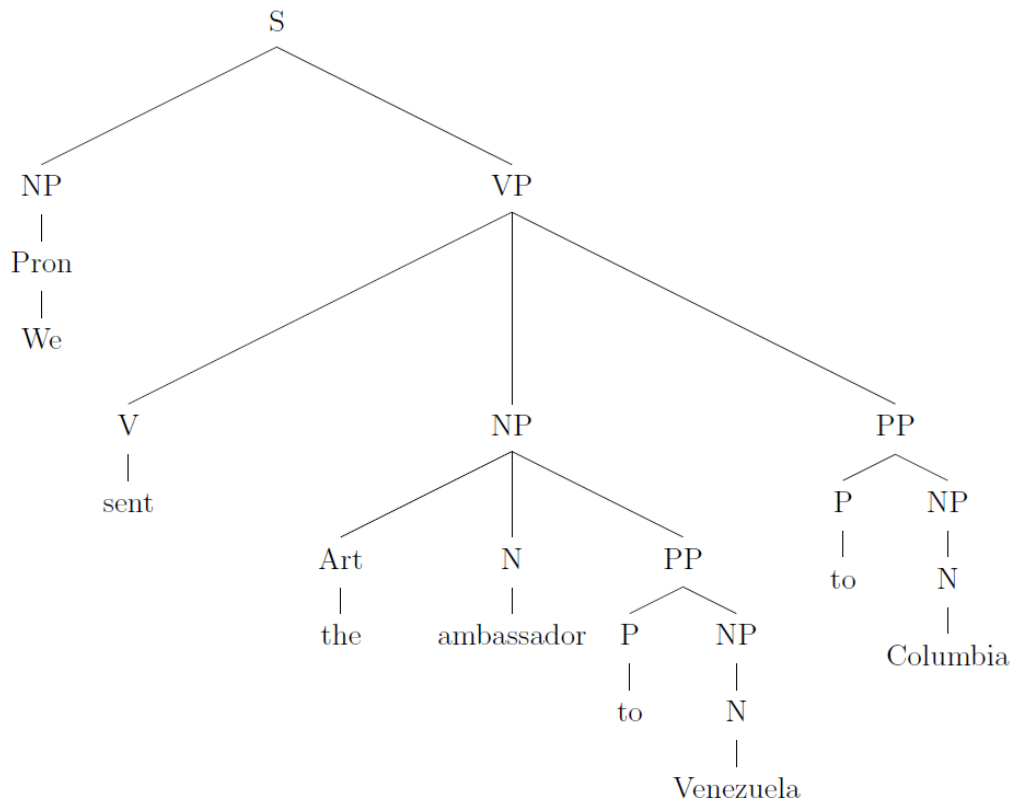 S
NP VP
Pron
We
V NP PP
sent P NP
Art N PP to N
the ambassador P NP Columbia
to N
Venezuela